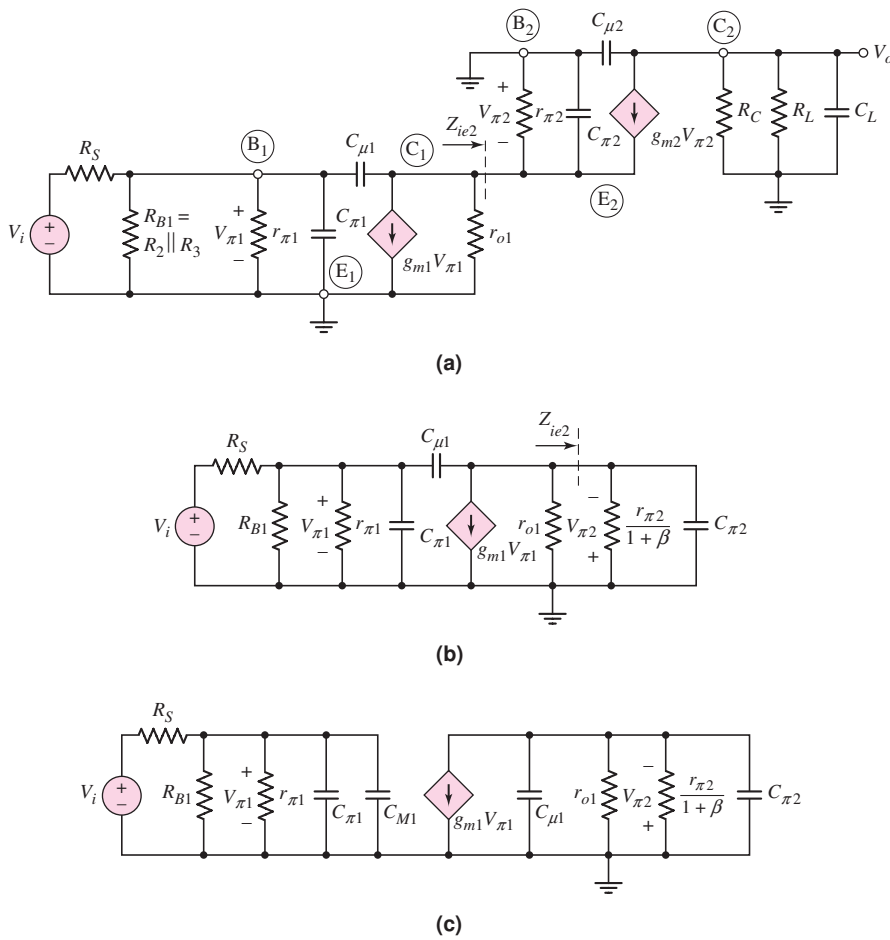 B2
Cμ2
C2
Vo
+
Vπ2
−
rπ2
Cπ2
gm2Vπ2
RC
RL
CL
Zie2
RS
B1
Cμ1
C1
E2
Vi
+
−
RB1 =
R2 || R3
+
Vπ1
−
rπ1
Cπ1
E1
gm1Vπ1
ro1
(a)
RS
Cμ1
Zie2
Vi
+
−
RB1
+
Vπ1
−
rπ1
Cπ1
gm1Vπ1
ro1
−
Vπ2
+
rπ2
1 + β
Cπ2
(b)
RS
Vi
+
−
RB1
+
Vπ1
−
rπ1
Cπ1
CM1
gm1Vπ1
Cμ1
ro1
−
Vπ2
+
rπ2
1 + β
Cπ2
(c)